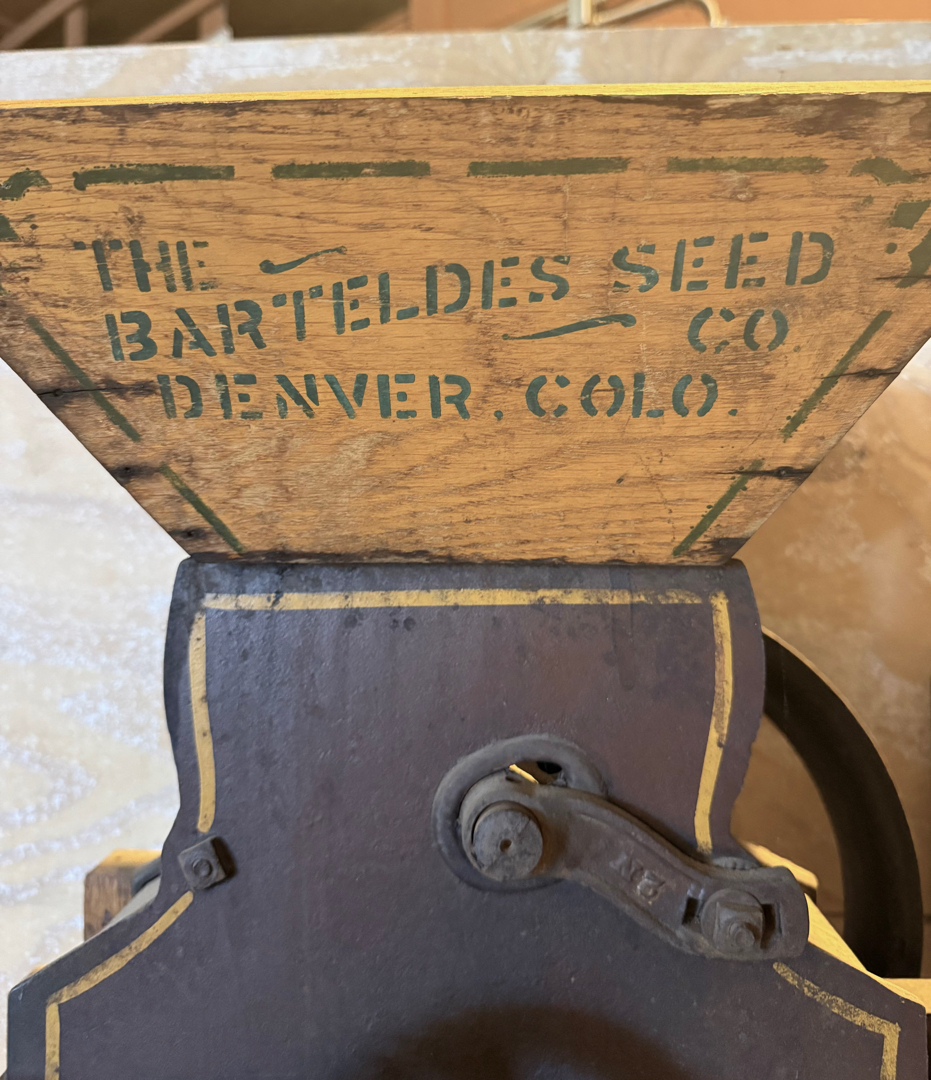 THE BARTELDES SEED CO.
DENVER, COLO.